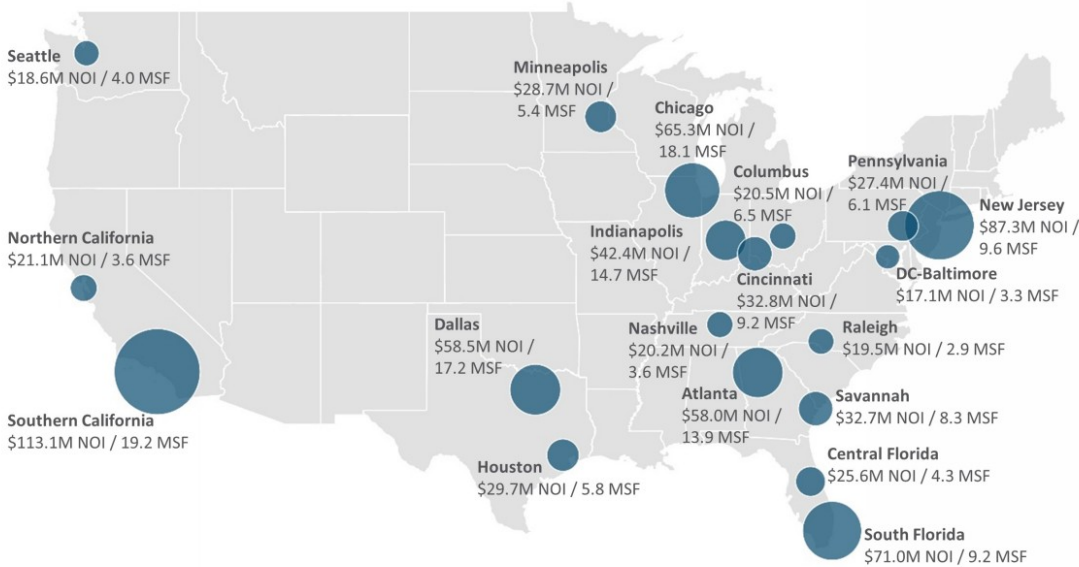 Seattle
$18.6M NOI / 4.0 MSF
Minneapolis
$28.7M NOI /
5.4 MSF
Chicago
$65.3M NOI /
18.1 MSF
Columbus
$20.5M NOI /
6.5 MSF
Pennsylvania
$27.4M NOI /
6.1 MSF
New Jersey
$87.3M NOI /
9.6 MSF
Northern California
$21.1M NOI / 3.6 MSF
Indianapolis
$42.4M NOI /
14.7 MSF
DC-Baltimore
$17.1M NOI / 3.3 MSF
Cincinnati
$32.8M NOI /
9.2 MSF
Dallas
$58.5M NOI /
17.2 MSF
Nashville
$20.2M NOI /
3.6 MSF
Raleigh
$19.5M NOI / 2.9 MSF
Atlanta
$58.0M NOI /
13.9 MSF
Savannah
$32.7M NOI / 8.3 MSF
Southern California
$113.1M NOI / 19.2 MSF
Houston
$29.7M NOI / 5.8 MSF
Central Florida
$25.6M NOI / 4.3 MSF
South Florida
$71.0M NOI / 9.2 MSF